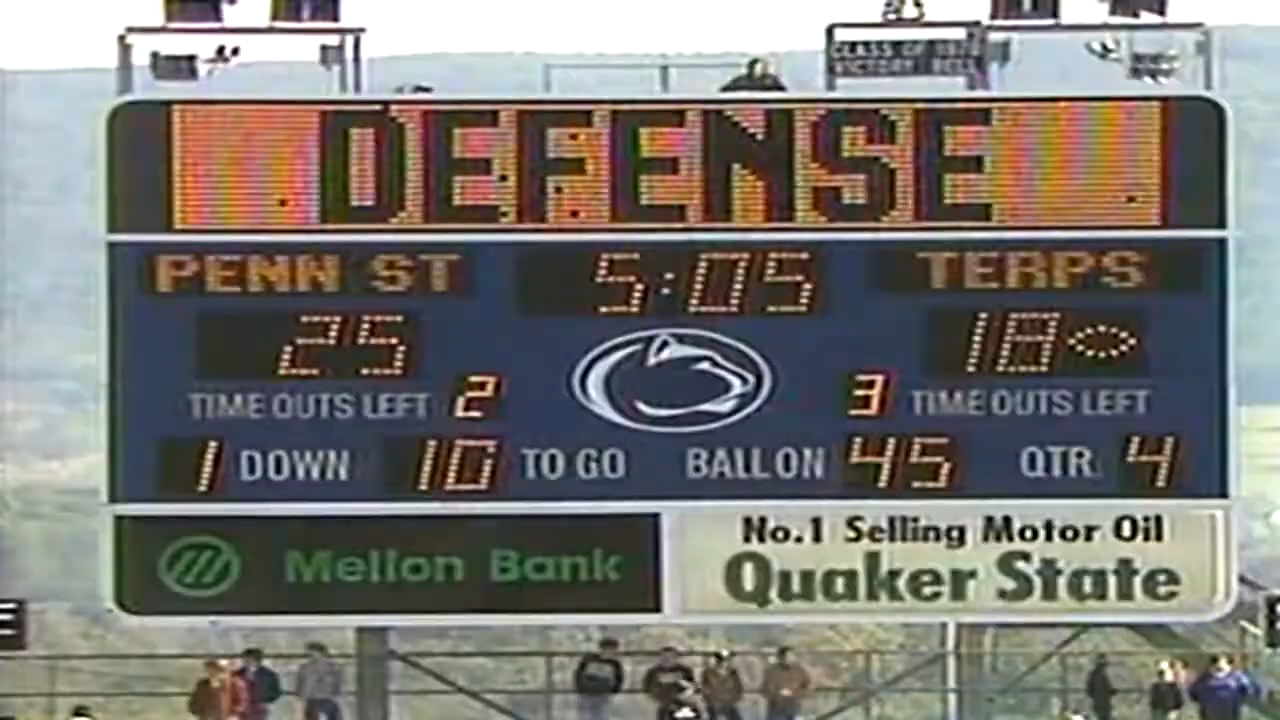 CLASS OF 1978
VICTORY BELL
DEFENSE
PENN ST 5:05 TERPS
25 18
TIME OUTS LEFT 2 3 TIME OUTS LEFT
1 DOWN 10 TO GO BALL ON 45 QTR 4
Mellon Bank
No.1 Selling Motor Oil
Quaker State